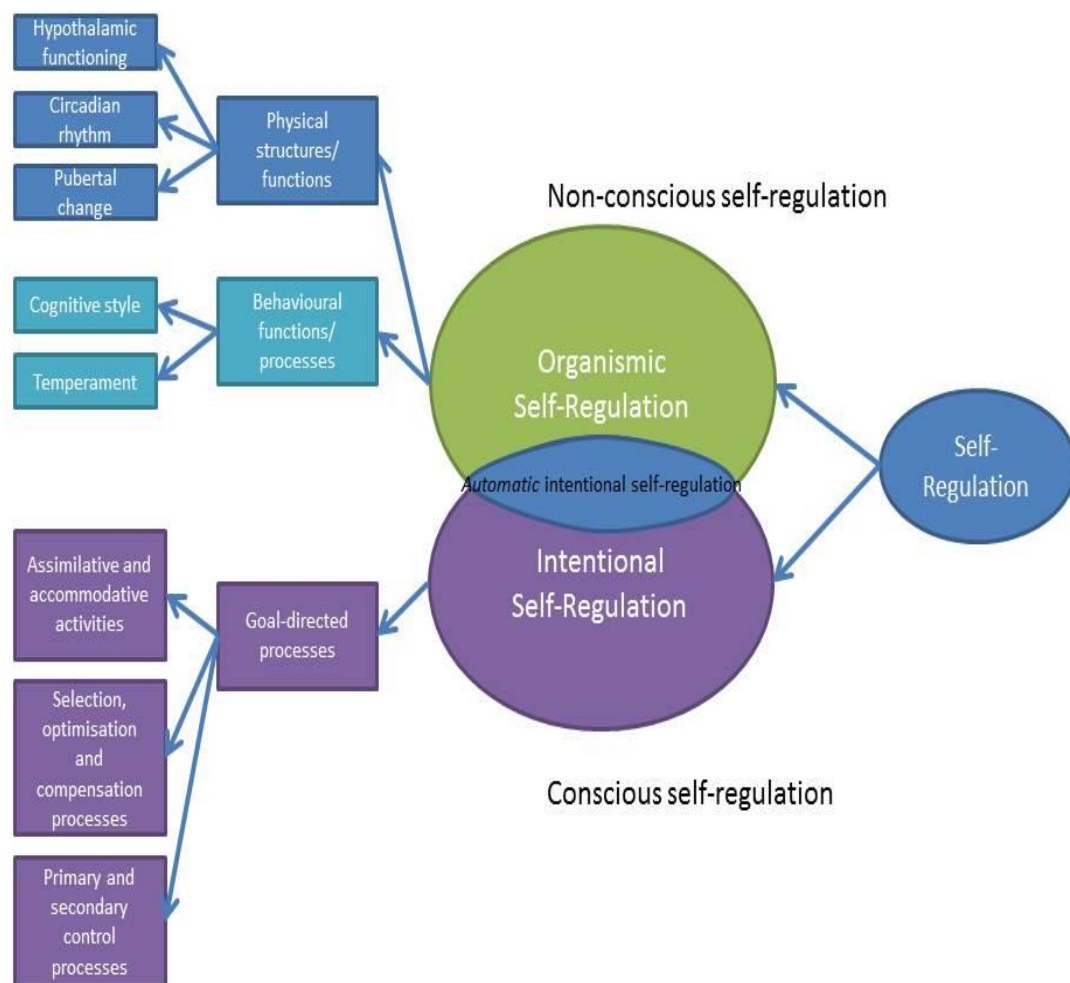 Hypothalamic
functioning
Circadian
rhythm
Pubertal
change
Physical
structures/
functions
Non-conscious self-regulation
Cognitive style
Temperament
Behavioural
functions/
processes
Organismic
Self-Regulation
Self-
Regulation
Automatic intentional self-regulation
Intentional
Self-Regulation
Assimilative and
accommodative
activities
Goal-directed
processes
Selection,
optimisation
and
compensation
processes
Conscious self-regulation
Primary and
secondary
control
processes